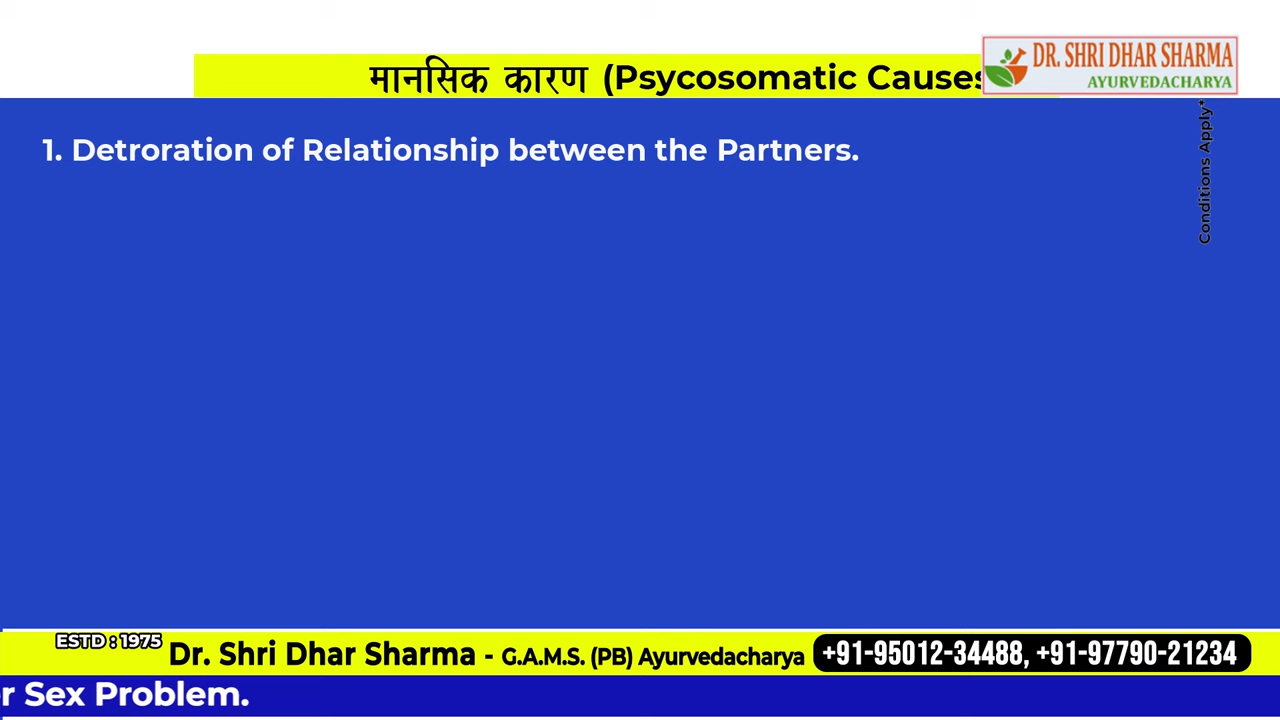 मानसिक कारण (Psycosomatic Causes
DR. SHRI DHAR SHARMA
AYURVEDACHARYA
Conditions Apply*
1. Detroration of Relationship between the Partners.
ESTD : 1975
Dr. Shri Dhar Sharma - G.A.M.S. (PB) Ayurvedacharya
+91-95012-34488, +91-97790-21234
r Sex Problem.